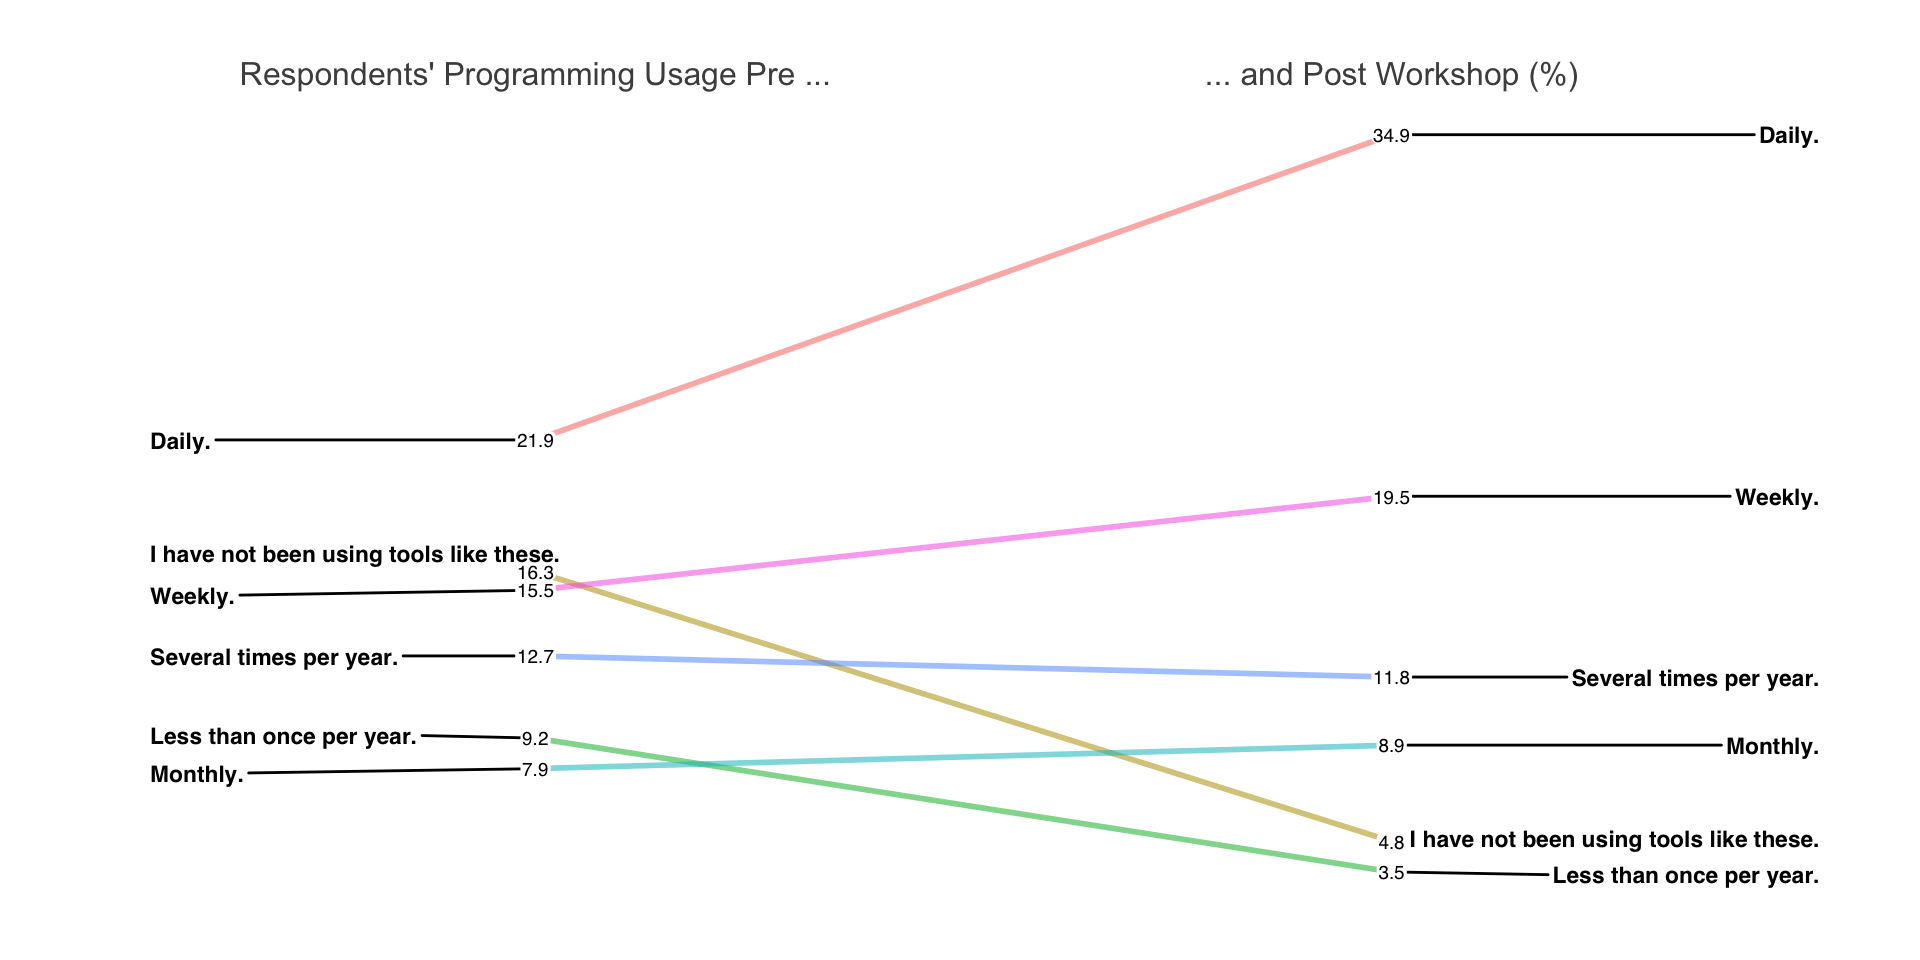 Respondents' Programming Usage Pre ...
... and Post Workshop (%)
34.9 Daily.
Daily. 21.9
19.5 Weekly.
I have not been using tools like these.
16.3
Weekly. 15.5
Several times per year. 12.7
11.8 Several times per year.
Less than once per year. 9.2
8.9 Monthly.
Monthly. 7.9
4.8 I have not been using tools like these.
3.5 Less than once per year.